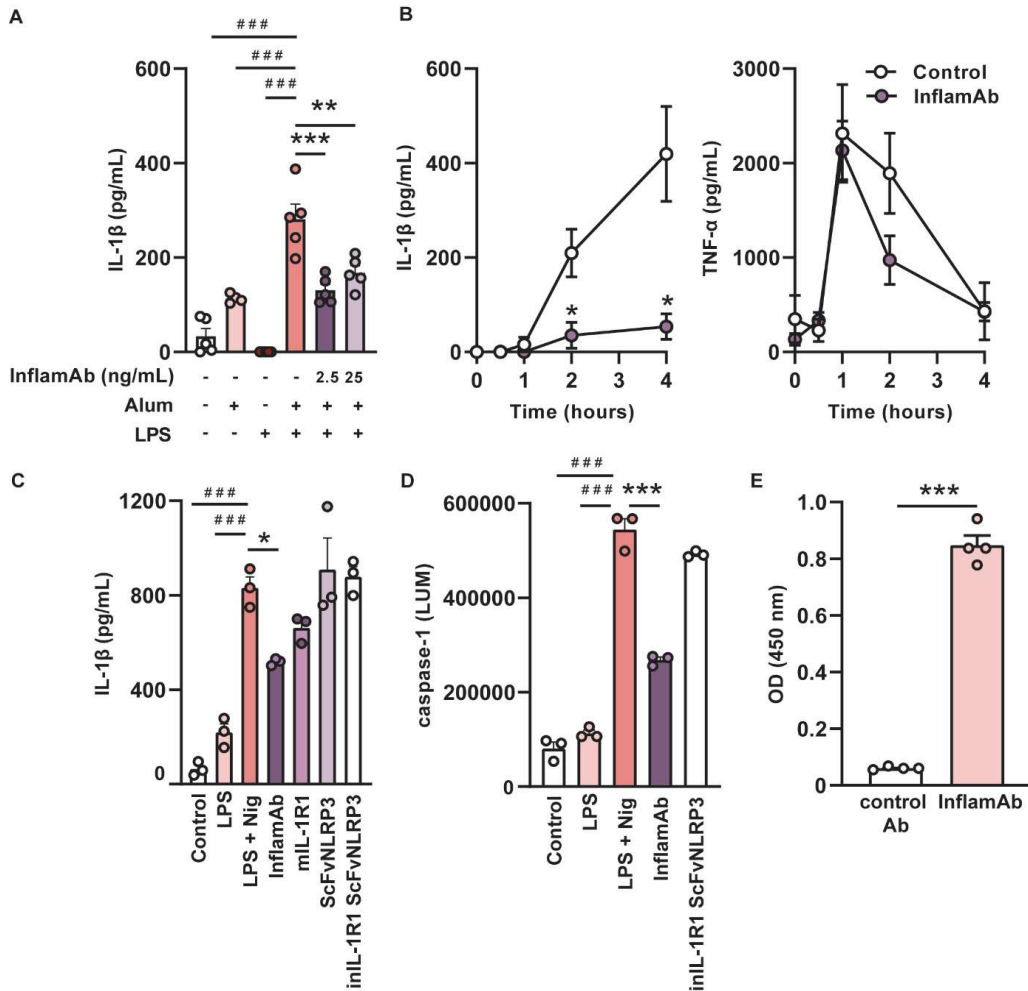 A
###
###
###
**
***
600
400
200
0
IL-1β (pg/mL)
InflamAb (ng/mL) - - - - 2.5 25
Alum - + - + + +
LPS - - + + + +
B
600
400
200
0
IL-1β (pg/mL)
*
*
0 1 2 3 4
Time (hours)
3000
2000
1000
0
TNF-α (pg/mL)
Control
InflamAb
0 1 2 3 4
Time (hours)
C
###
###
*
1200
800
400
0
IL-1β (pg/mL)
Control
LPS
LPS + Nig
InflamAb
mIL-1R1
ScFvNLRP3
inIL-1R1 ScFvNLRP3
D
###
###
***
600000
400000
200000
0
caspase-1 (LUM)
Control
LPS
LPS + Nig
InflamAb
inIL-1R1 ScFvNLRP3
E
***
1.0
0.8
0.6
0.4
0.2
0
OD (450 nm)
control
Ab
InflamAb